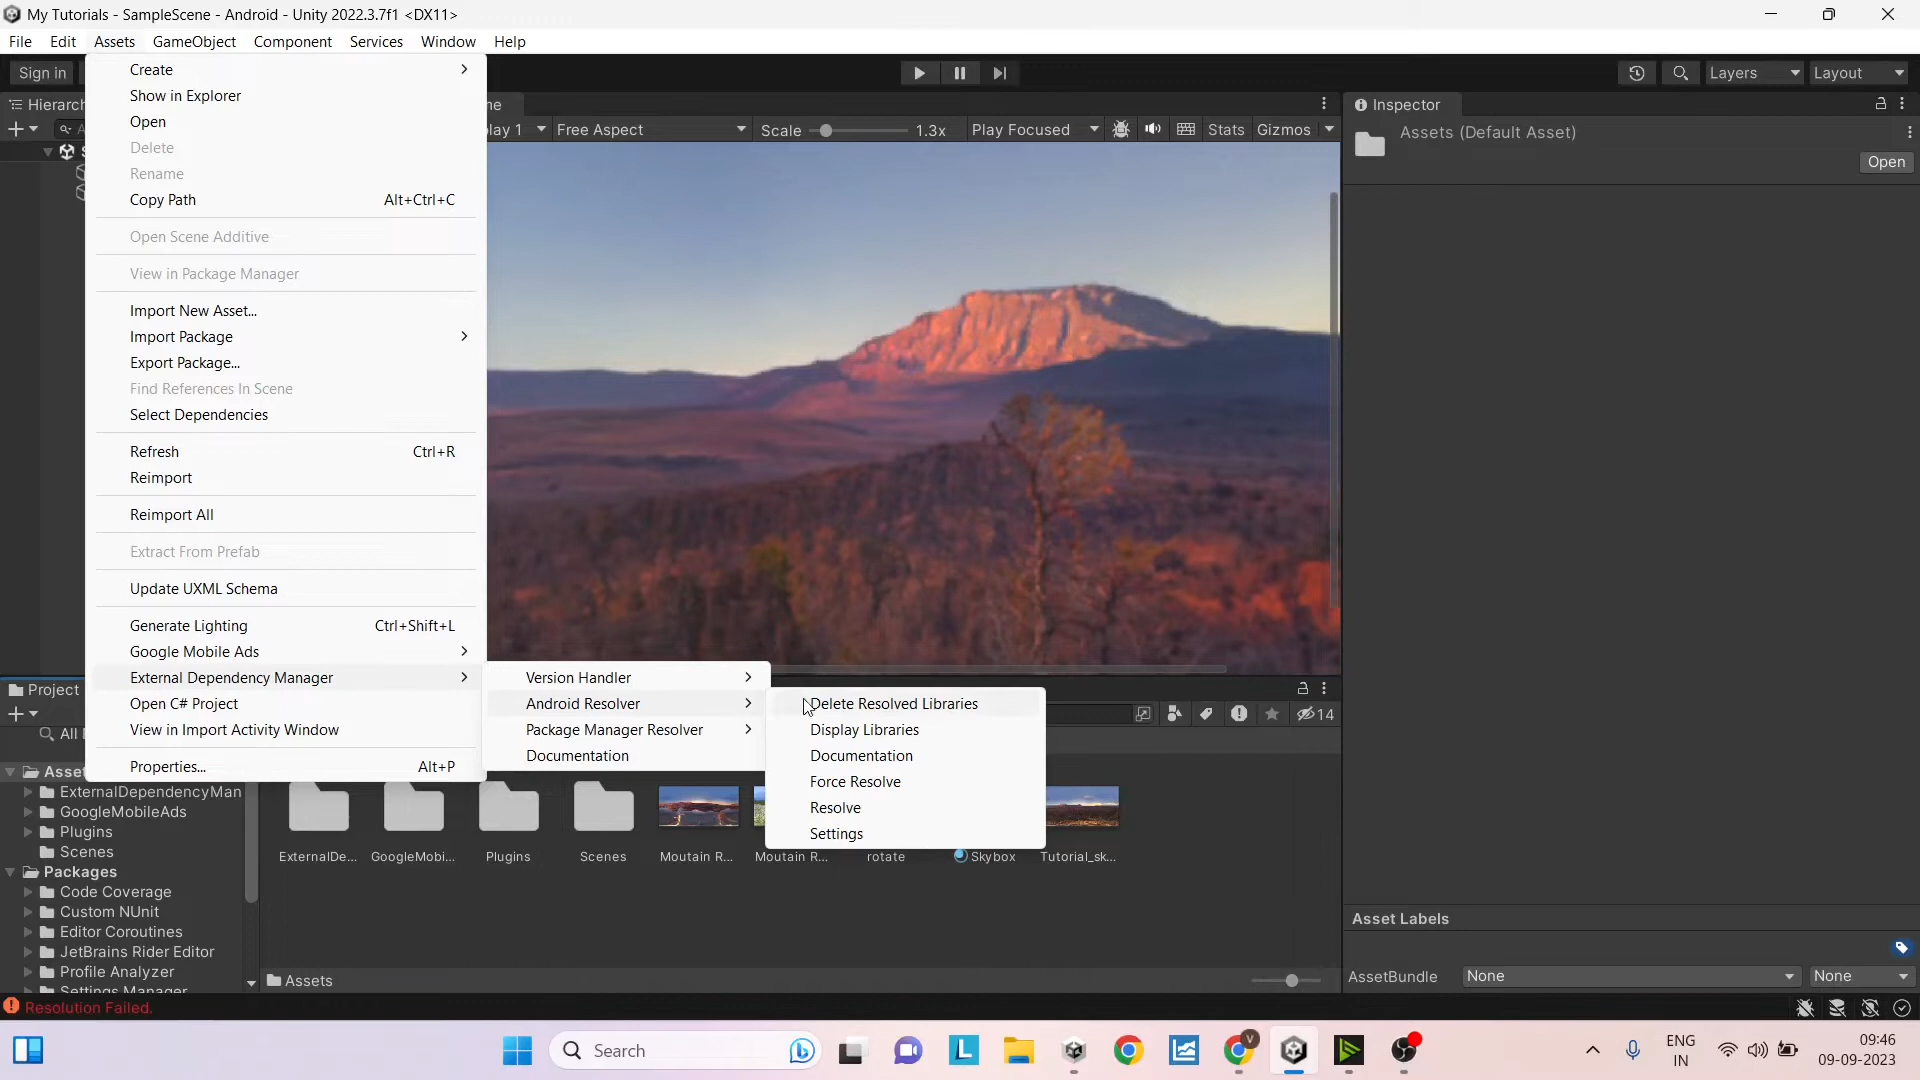 My Tutorials - SampleScene - Android - Unity 2022.3.7f1 <DX11>
File Edit Assets GameObject Component Services Window Help
Sign in
Layers
Layout
Create
Show in Explorer
Open
Delete
Rename
Copy Path Alt+Ctrl+C
Open Scene Additive
View in Package Manager
Import New Asset...
Import Package
Export Package...
Find References In Scene
Select Dependencies
Refresh Ctrl+R
Reimport
Reimport All
Extract From Prefab
Update UXML Schema
Generate Lighting Ctrl+Shift+L
Google Mobile Ads
External Dependency Manager
Open C# Project
View in Import Activity Window
Properties... Alt+P
Version Handler
Android Resolver
Package Manager Resolver
Documentation
Delete Resolved Libraries
Display Libraries
Documentation
Force Resolve
Resolve
Settings
Free Aspect
Scale 1.3x
Play Focused
Stats Gizmos
Inspector
Assets (Default Asset)
Open
Project
14
ExternalDependencyMan
GoogleMobileAds
Plugins
Scenes
Packages
Code Coverage
Custom NUnit
Editor Coroutines
JetBrains Rider Editor
Profile Analyzer
Settings Manager
ExternalDe... GoogleMobi... Plugins Scenes Moutain R... Moutain R... rotate Skybox Tutorial_sk...
Assets
Asset Labels
AssetBundle None None
Resolution Failed.
Search
ENG
IN
09:46
09-09-2023